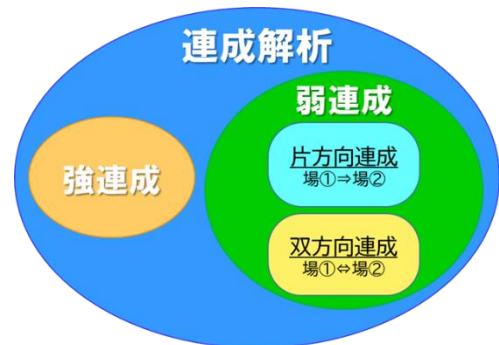 連成解析
弱連成
強連成
片方向連成
場①⇒場②
双方向連成
場①⇔場②